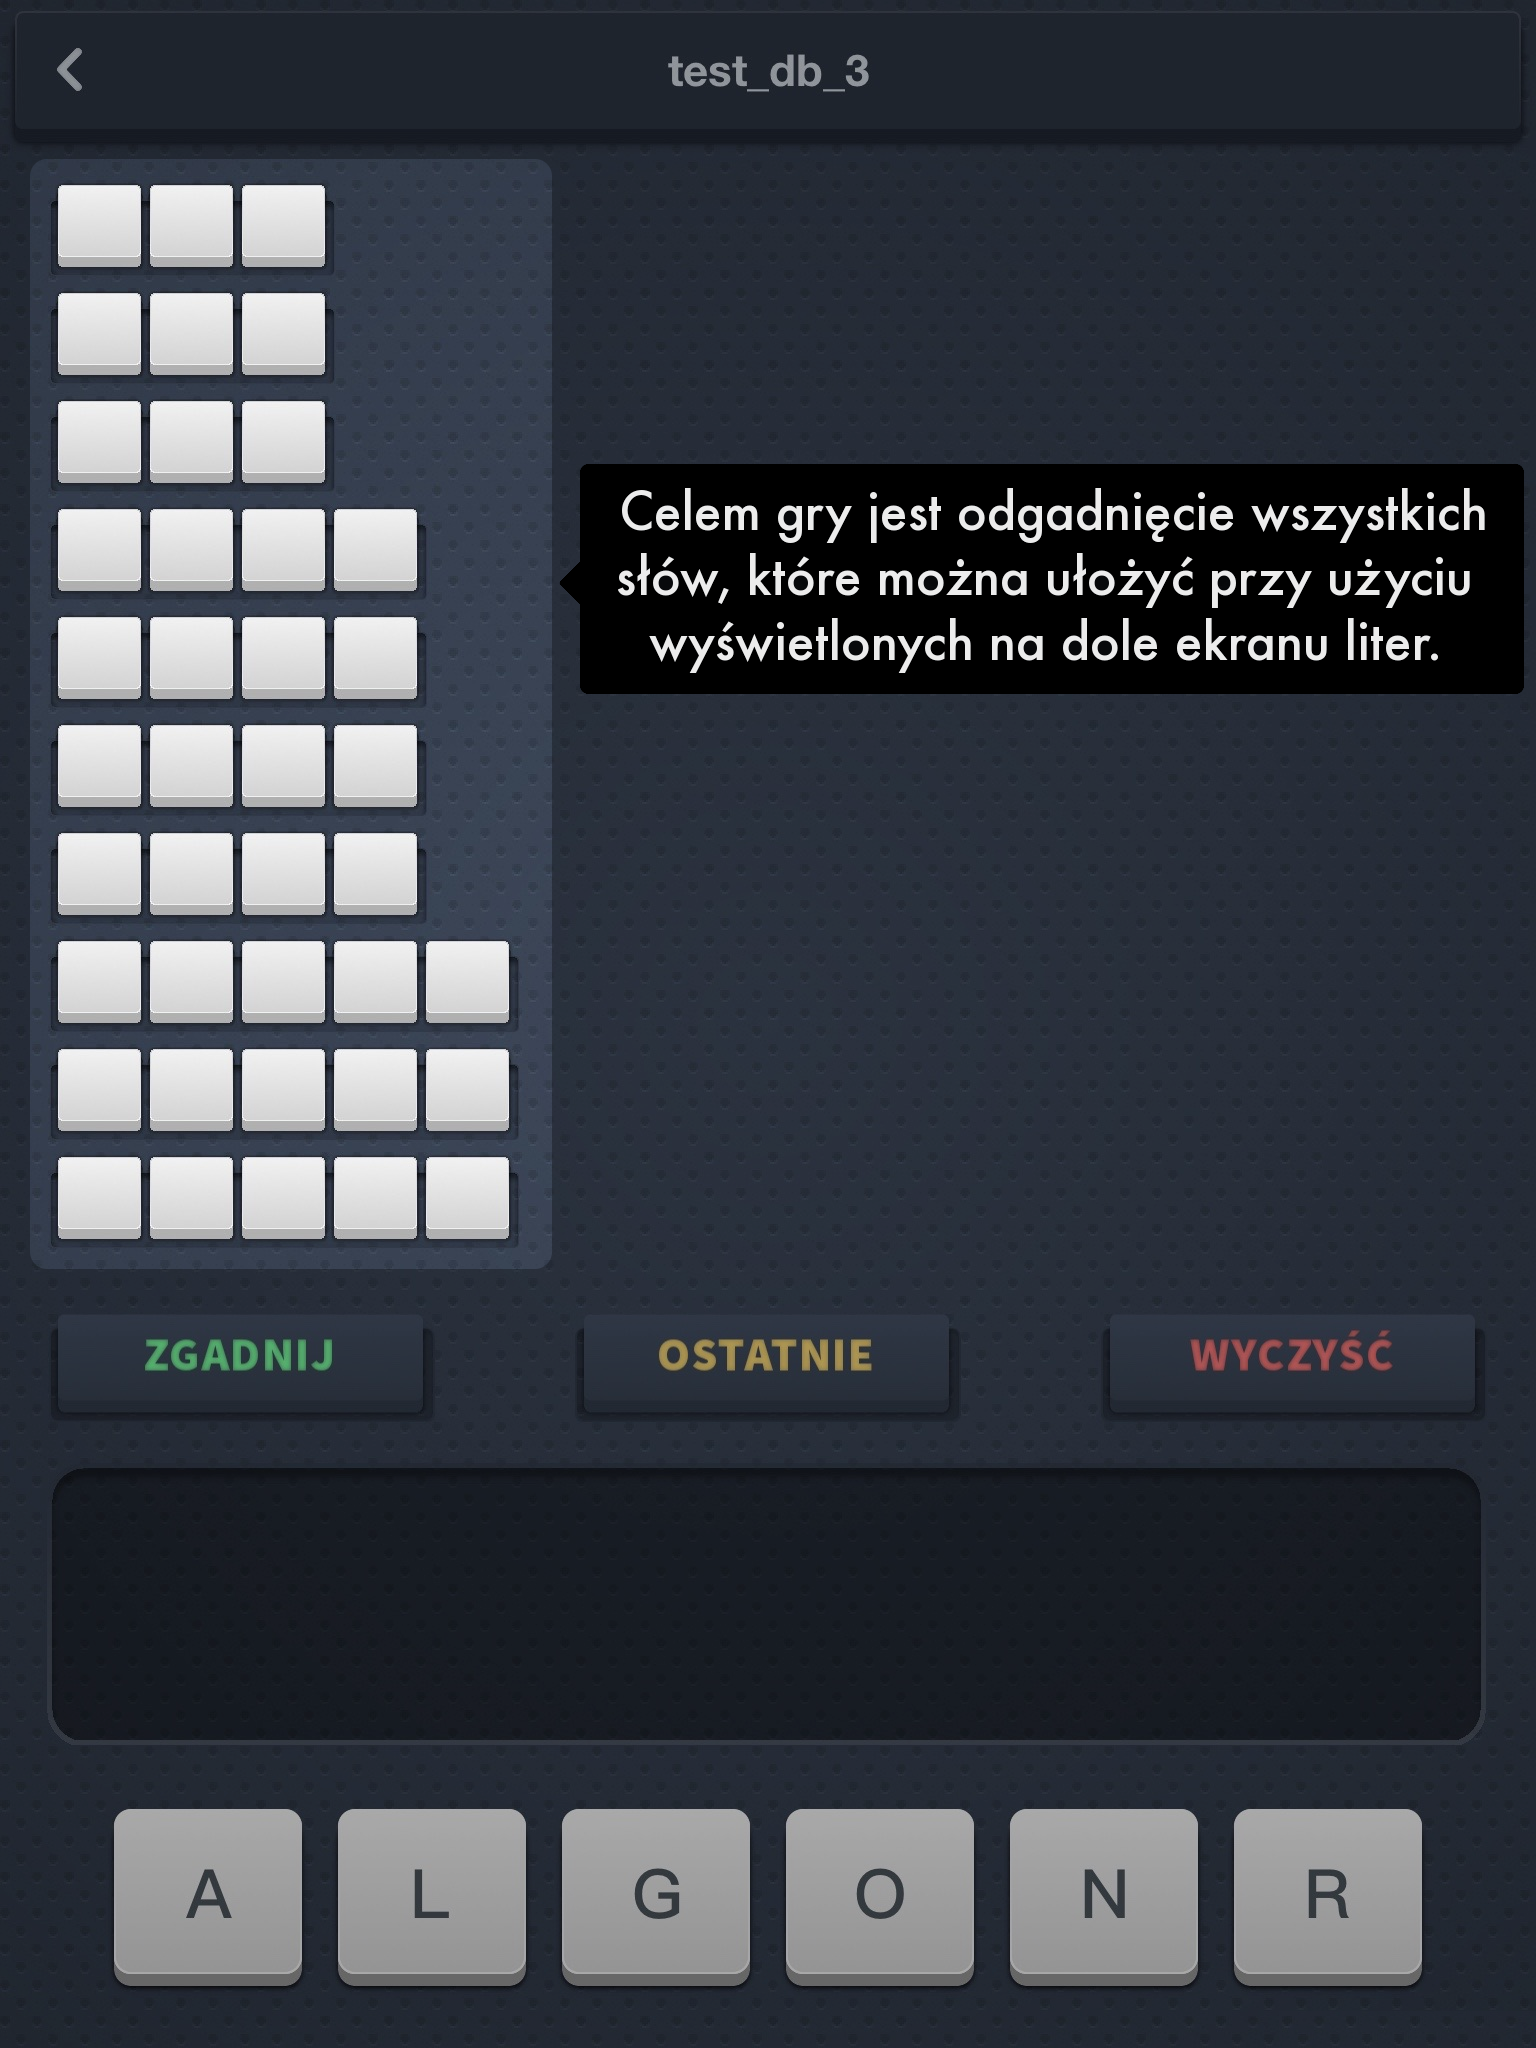 test_db_3
Celem gry jest odgadnięcie wszystkich
słów, które można ułożyć przy użyciu
wyświetlonych na dole ekranu liter.
ZGADNIJ OSTATNIE WYCZYŚĆ
A L G O N R